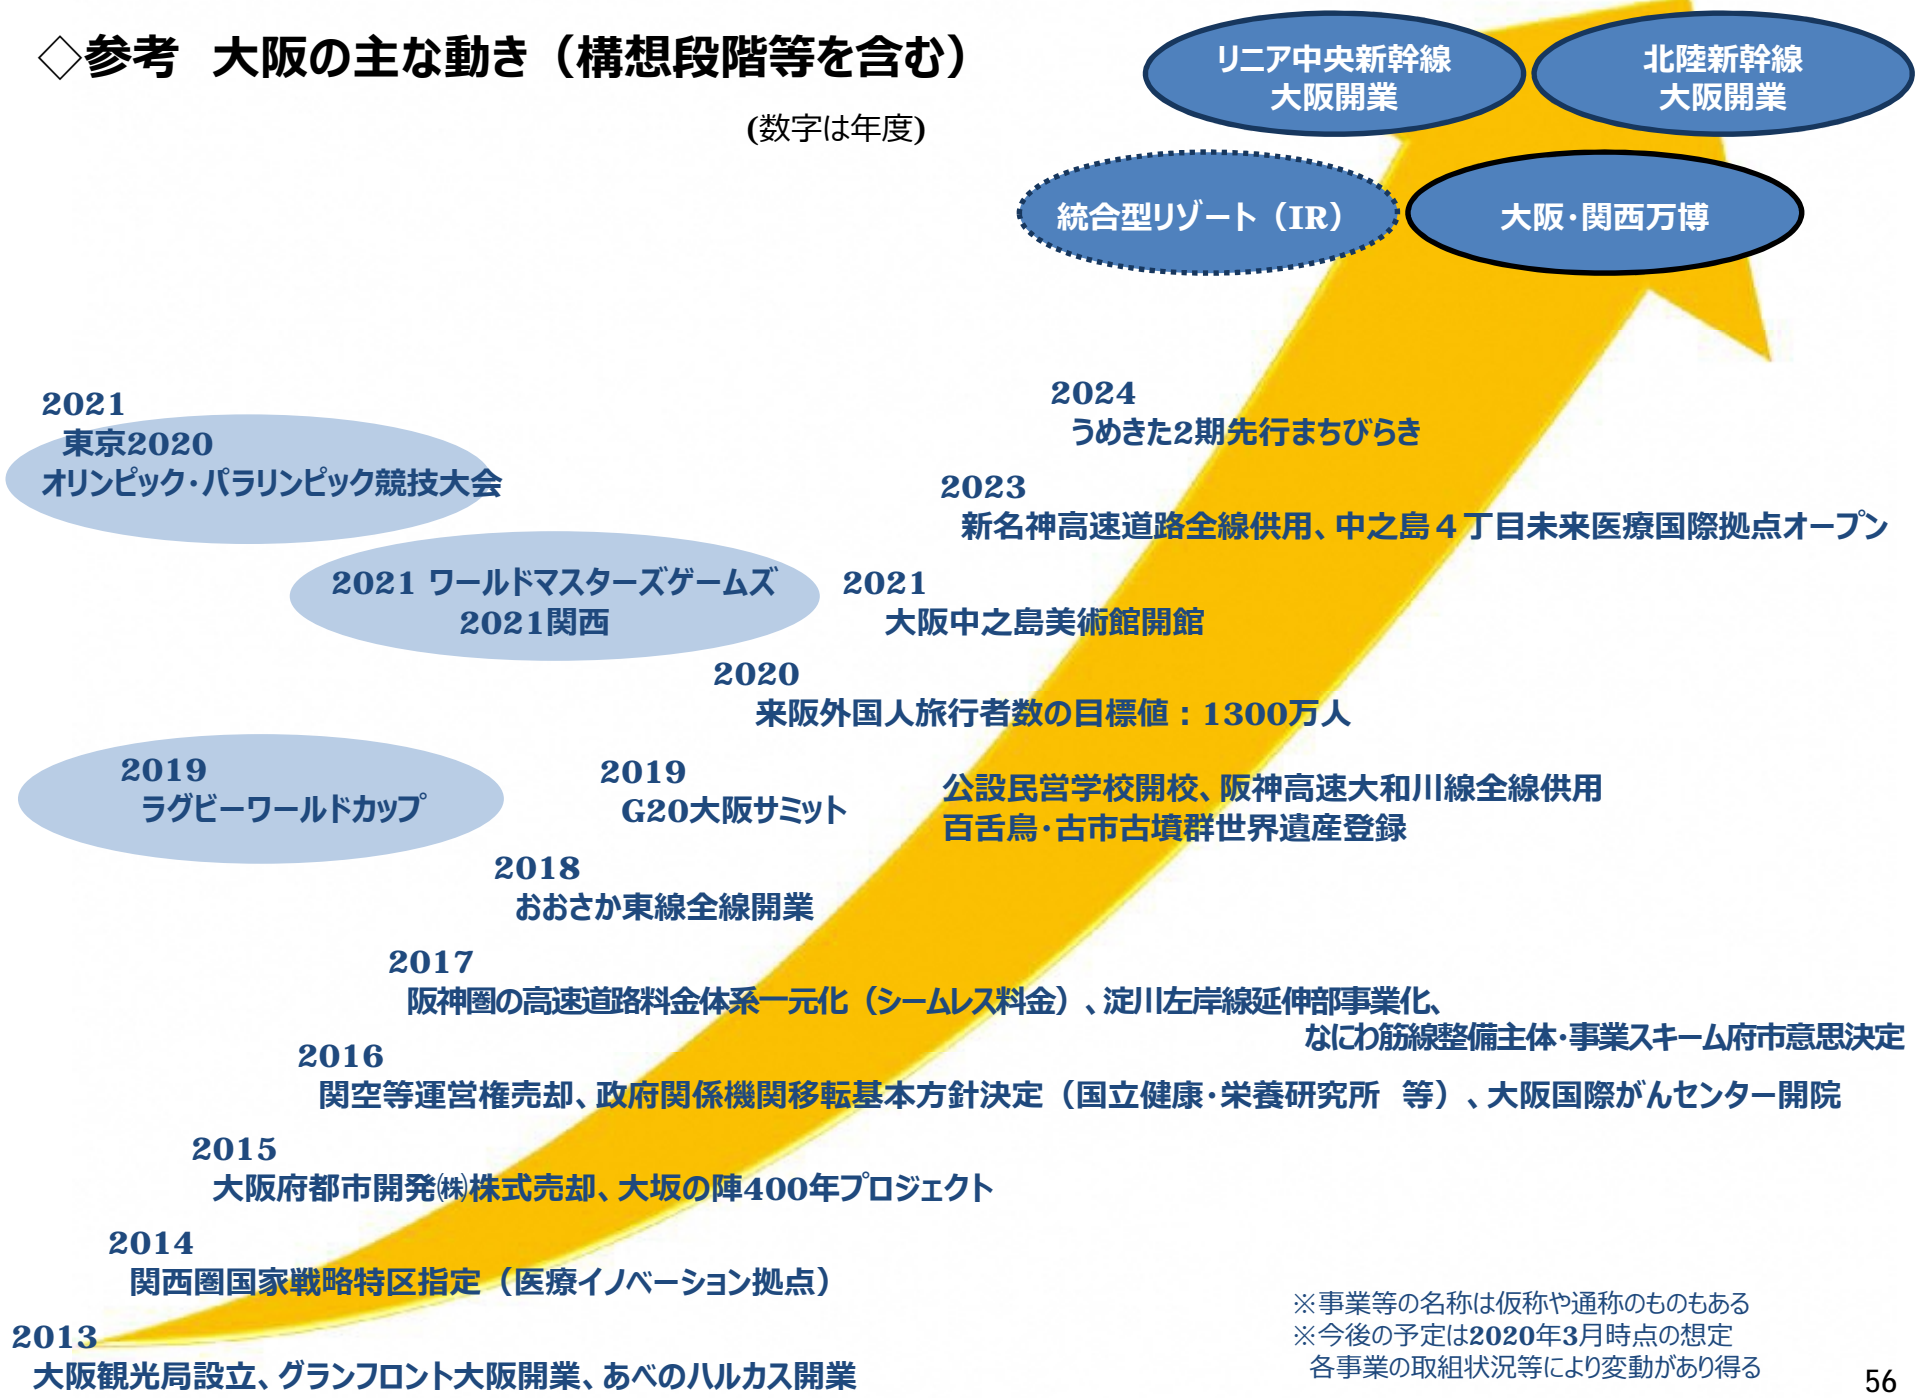 ◇参考　大阪の主な動き（構想段階等を含む）
(数字は年度)
リニア中央新幹線
大阪開業
北陸新幹線
大阪開業
統合型リゾート（IR）
大阪・関西万博
2021
東京2020
オリンピック・パラリンピック競技大会
2024
うめきた2期先行まちびらき
2023
新名神高速道路全線供用、中之島４丁目未来医療国際拠点オープン
2021 ワールドマスターズゲームズ
2021関西
2021
大阪中之島美術館開館
2020
来阪外国人旅行者数の目標値：1300万人
2019
ラグビーワールドカップ
2019
G20大阪サミット
公設民営学校開校、阪神高速大和川線全線供用
百舌鳥・古市古墳群世界遺産登録
2018
おおさか東線全線開業
2017
阪神圏の高速道路料金体系一元化（シームレス料金）、淀川左岸線延伸部事業化、
なにわ筋線整備主体・事業スキーム府市意思決定
2016
関空等運営権売却、政府関係機関移転基本方針決定（国立健康・栄養研究所　等）、大阪国際がんセンター開院
2015
大阪府都市開発㈱株式売却、大坂の陣400年プロジェクト
2014
関西圏国家戦略特区指定（医療イノベーション拠点）
2013
大阪観光局設立、グランフロント大阪開業、あべのハルカス開業
※事業等の名称は仮称や通称のものもある
※今後の予定は2020年3月時点の想定
各事業の取組状況等により変動があり得る
56